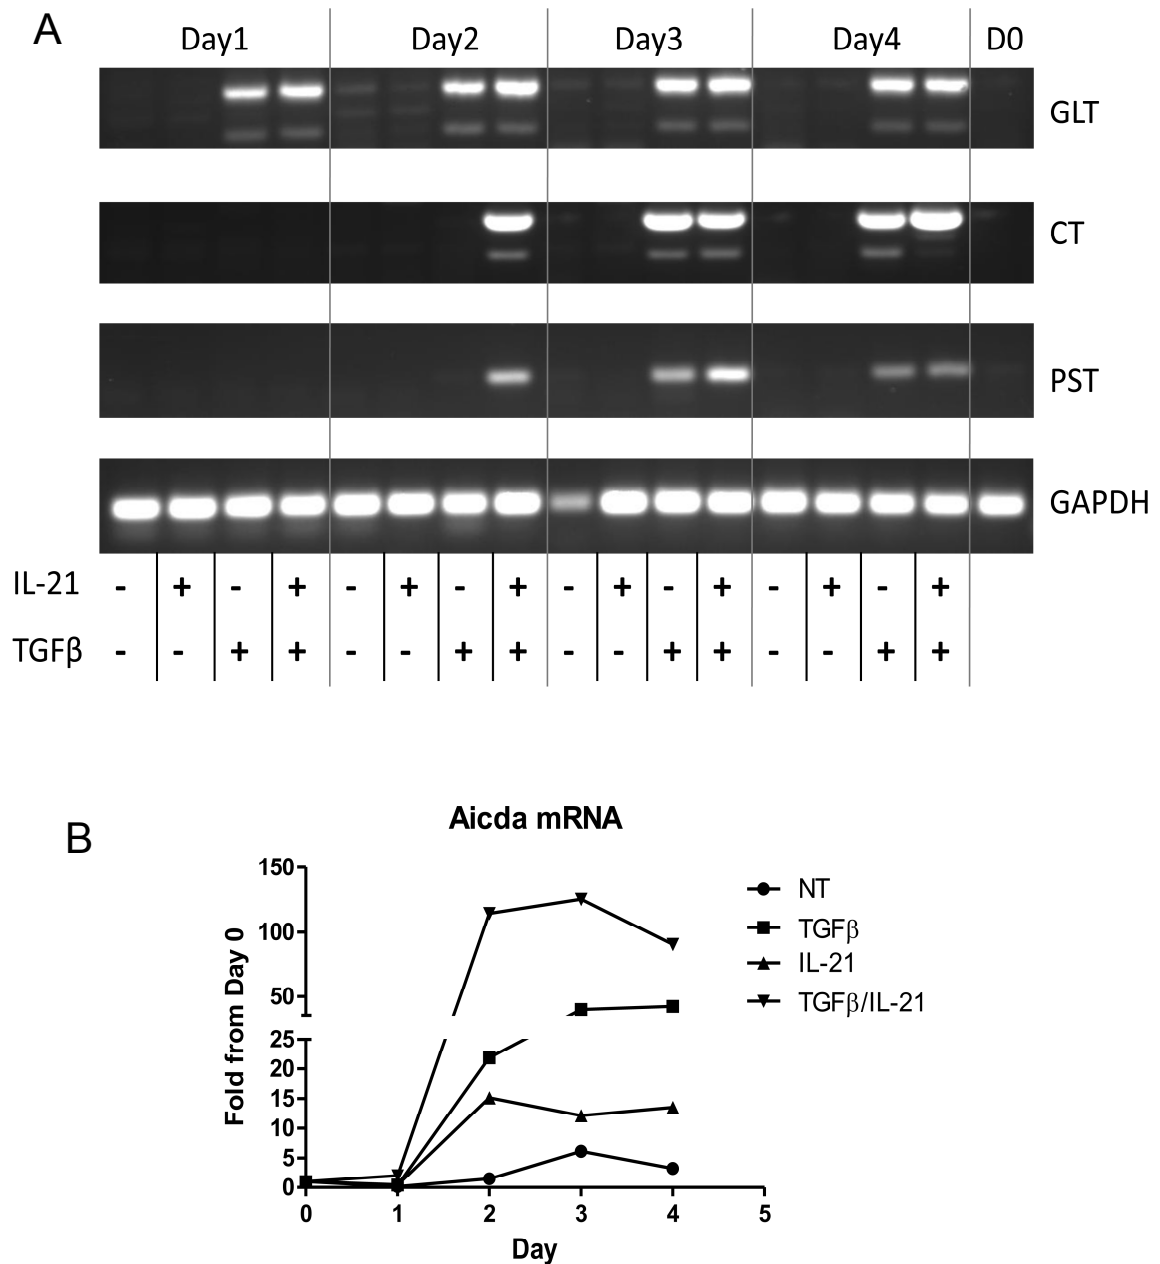 A
Day1 Day2 Day3 Day4 D0
GLT
CT
PST
GAPDH
IL-21 - + - + - + - + - + - + - + - +
TGFβ - - + + - - + + - - + + - - + +
B
Aicda mRNA
Fold from Day 0
150
100
50
25
20
15
10
5
0
0 1 2 3 4 5
Day
NT
TGFβ
IL-21
TGFβ/IL-21